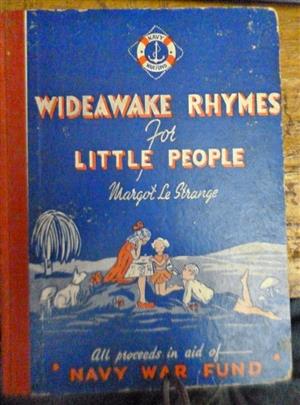 NAVY
WAR FUND
WIDEAWAKE RHYMES
For
LITTLE PEOPLE
Margot Le Strange
All proceeds in aid of
NAVY WAR FUND